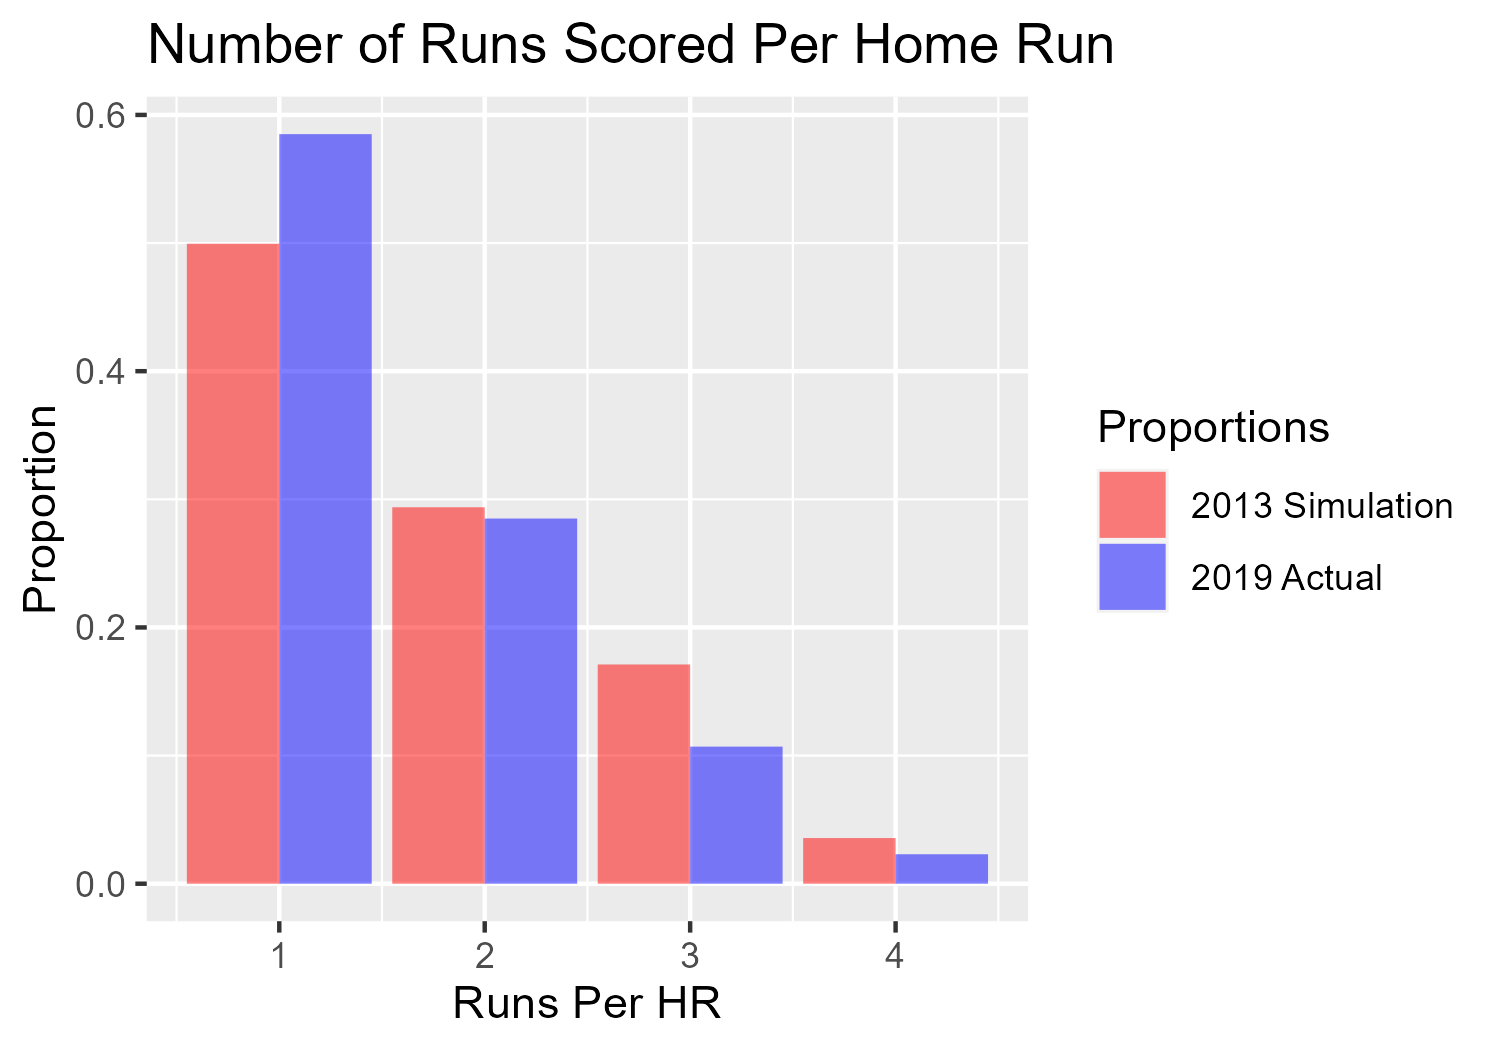 Number of Runs Scored Per Home Run
0.6
0.4
0.2
0.0
Proportion
1 2 3 4
Runs Per HR
Proportions
2013 Simulation
2019 Actual